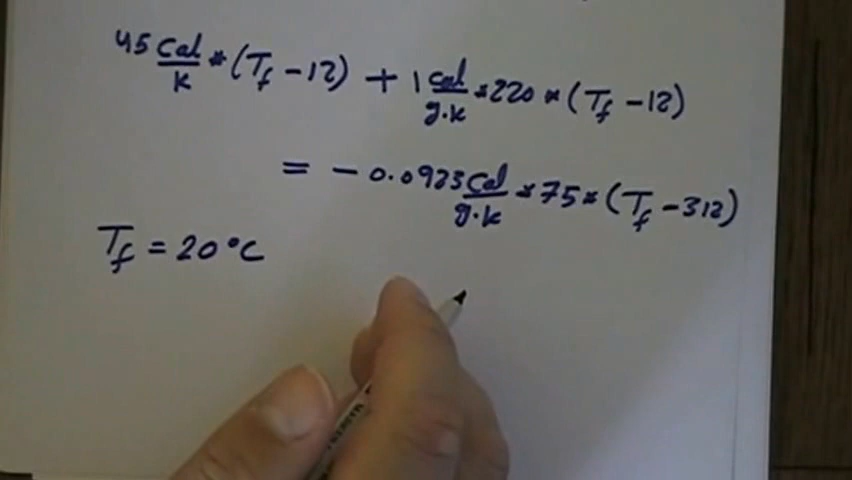 45 Cal/K * (Tf - 12) + 1 cal/g.K * 220 * (Tf - 12)
= - 0.0923 Cal/g.K * 75 * (Tf - 312)
Tf = 20°C